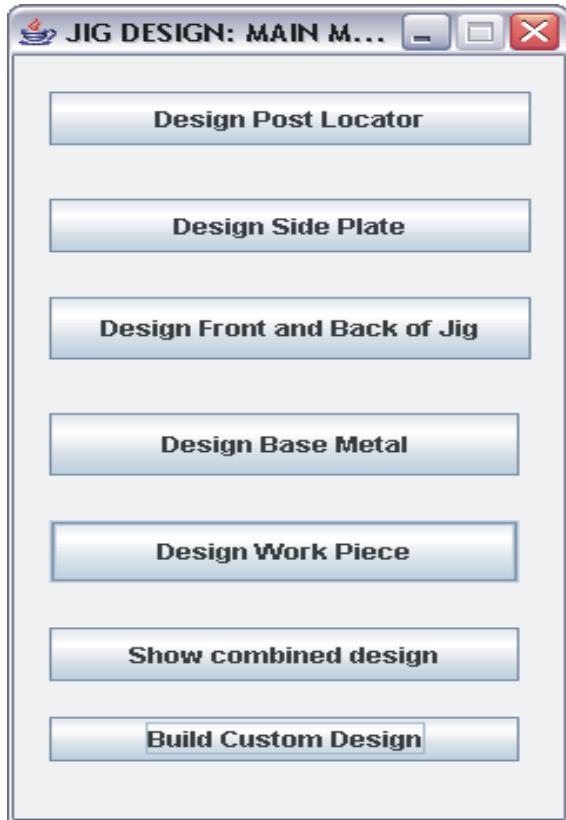 JIG DESIGN: MAIN M...
Design Post Locator
Design Side Plate
Design Front and Back of Jig
Design Base Metal
Design Work Piece
Show combined design
Build Custom Design